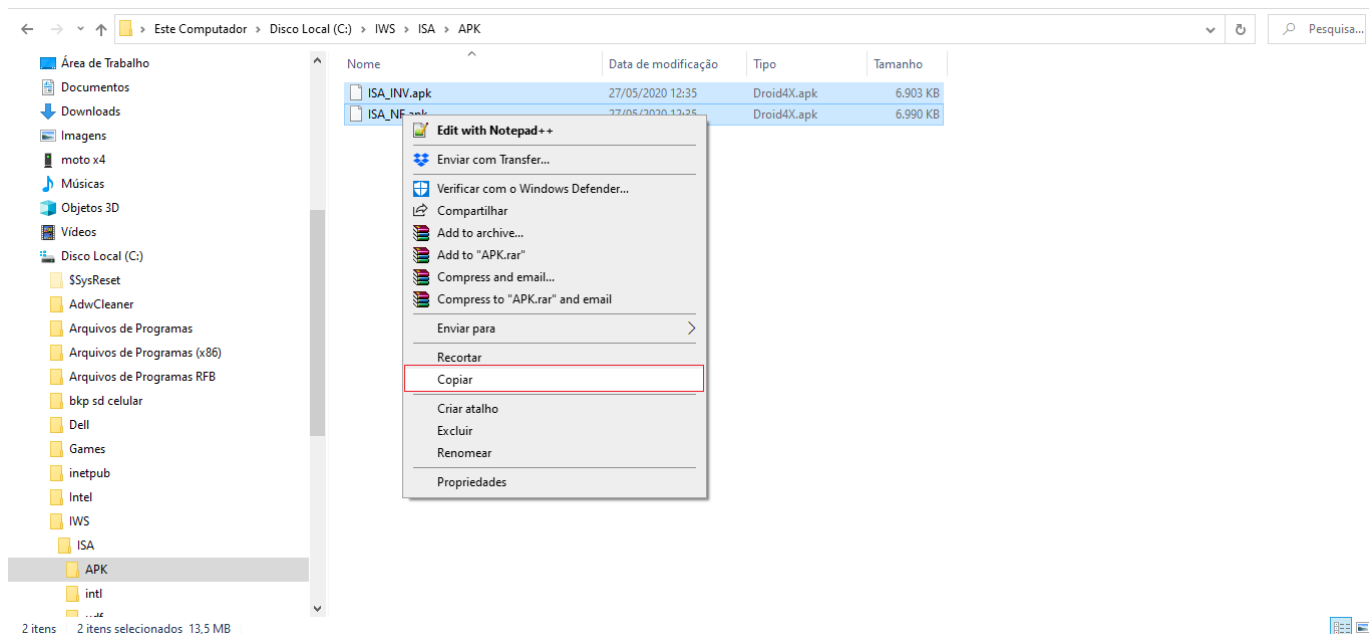 Este Computador > Disco Local (C:) > IWS > ISA > APK
Pesquisa...
Área de Trabalho
Documentos
Downloads
Imagens
moto x4
Músicas
Objetos 3D
Vídeos
Disco Local (C:)
$SysReset
AdwCleaner
Arquivos de Programas
Arquivos de Programas (x86)
Arquivos de Programas RFB
bkp sd celular
Dell
Games
inetpub
Intel
IWS
ISA
APK
intl
Nome Data de modificação Tipo Tamanho
ISA_INV.apk 27/05/2020 12:35 Droid4X.apk 6.903 KB
ISA_NF.apk 27/05/2020 12:35 Droid4X.apk 6.990 KB
Edit with Notepad++
Enviar com Transfer...
Verificar com o Windows Defender...
Compartilhar
Add to archive...
Add to "APK.rar"
Compress and email...
Compress to "APK.rar" and email
Enviar para
Recortar
Copiar
Criar atalho
Excluir
Renomear
Propriedades
2 itens 2 itens selecionados 13,5 MB